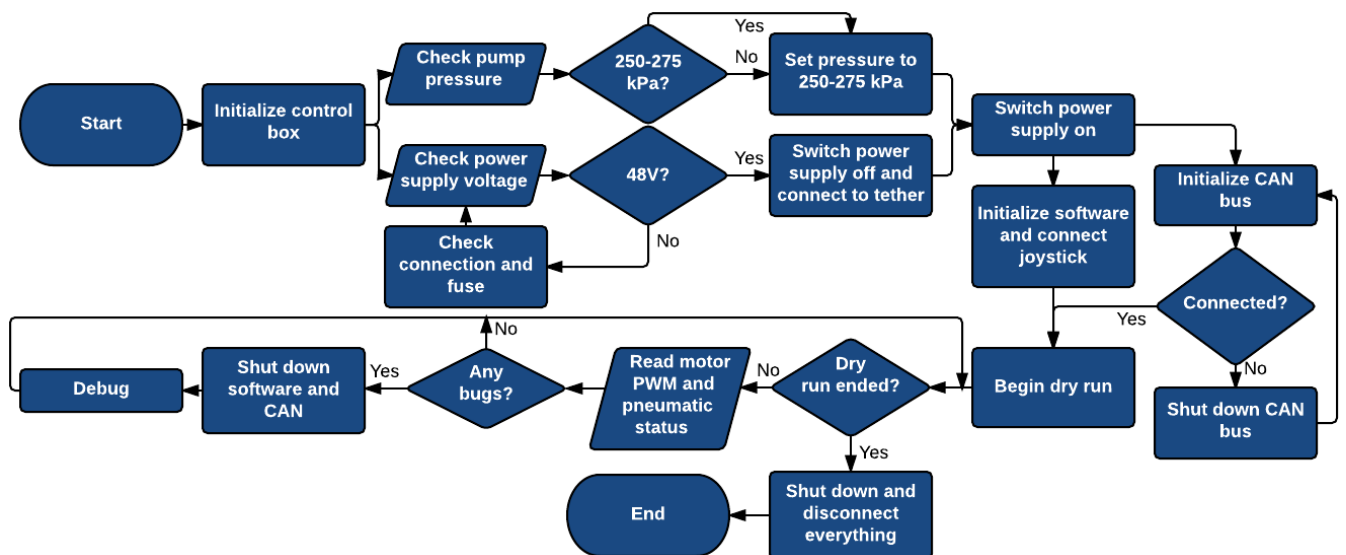 Start
Initialize control
box
Check pump
pressure
250-275
kPa?
Yes
No
Set pressure to
250-275 kPa
Check power
supply voltage
48V?
Yes
No
Switch power
supply off and
connect to tether
Check
connection and
fuse
Switch power
supply on
Initialize software
and connect
joystick
Initialize CAN
bus
Connected?
Yes
No
Shut down CAN
bus
Begin dry run
Dry
run ended?
No
Yes
Read motor
PWM and
pneumatic
status
Any
bugs?
No
Yes
Shut down
software and
CAN
Debug
Shut down and
disconnect
everything
End